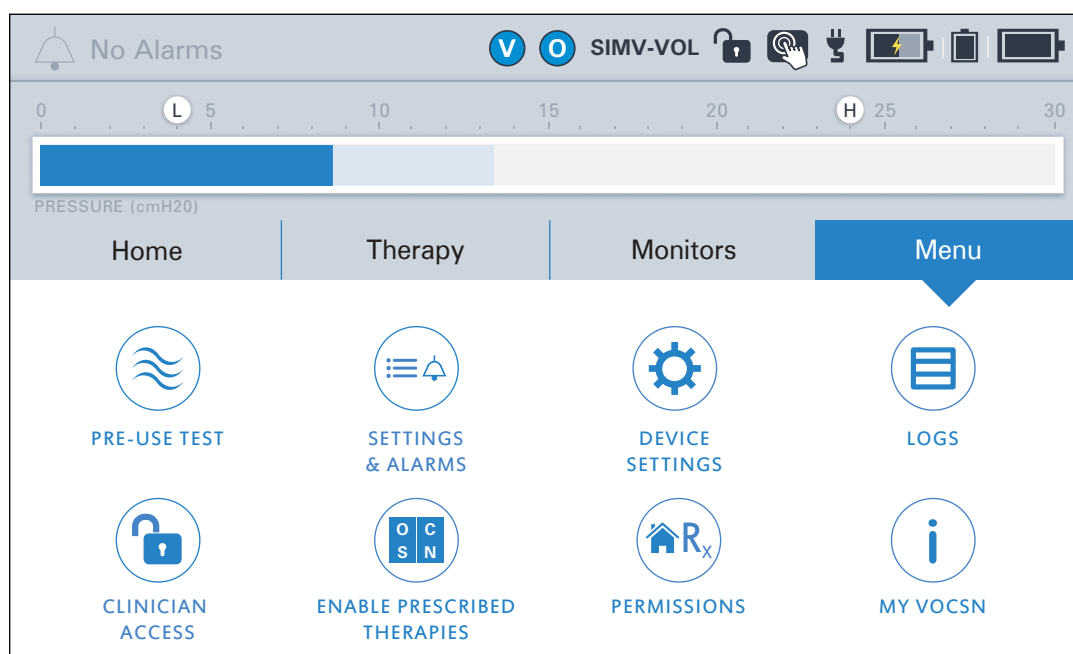 No Alarms
V O SIMV-VOL
0 L 5 10 15 20 H 25 30
PRESSURE (cmH20)
Home Therapy Monitors Menu
PRE-USE TEST SETTINGS DEVICE LOGS
& ALARMS SETTINGS
O C
S N
Rx
i
CLINICIAN ENABLE PRESCRIBED PERMISSIONS MY VOCSN
ACCESS THERAPIES